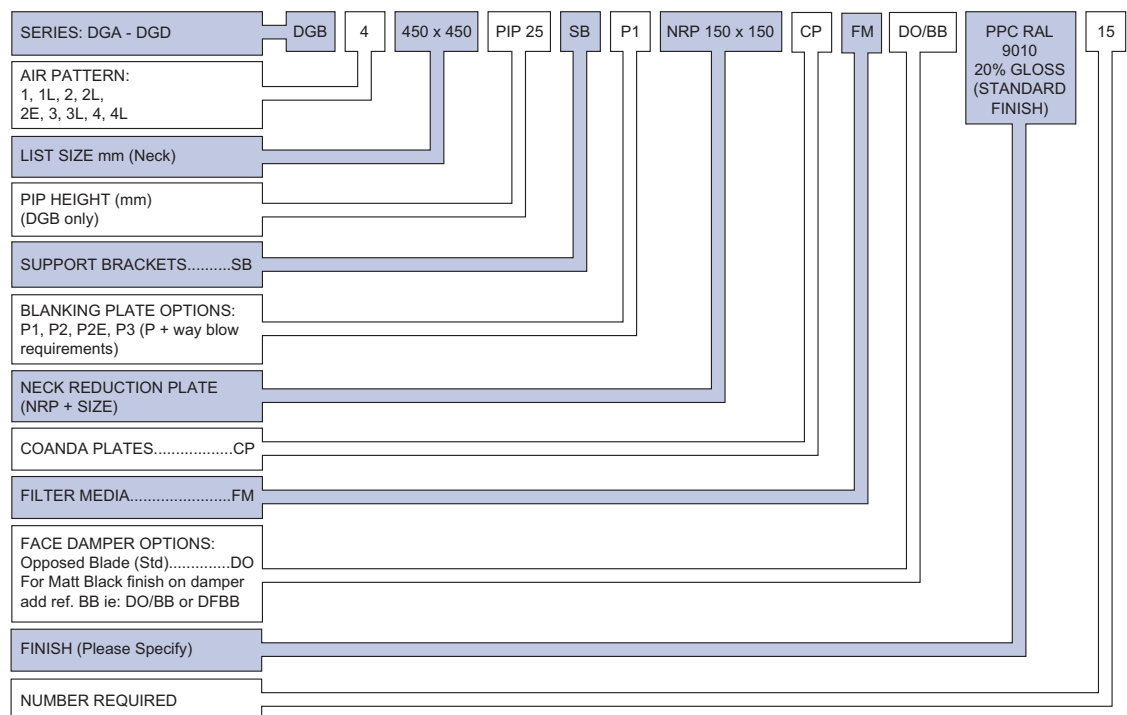 SERIES: DGA - DGD
DGB
4
450 x 450
PIP 25
SB
P1
NRP 150 x 150
CP
FM
DO/BB
PPC RAL
9010
20% GLOSS
(STANDARD
FINISH)
15
AIR PATTERN:
1, 1L, 2, 2L,
2E, 3, 3L, 4, 4L
LIST SIZE mm (Neck)
PIP HEIGHT (mm)
(DGB only)
SUPPORT BRACKETS..........SB
BLANKING PLATE OPTIONS:
P1, P2, P2E, P3 (P + way blow
requirements)
NECK REDUCTION PLATE
(NRP + SIZE)
COANDA PLATES..................CP
FILTER MEDIA.......................FM
FACE DAMPER OPTIONS:
Opposed Blade (Std)..............DO
For Matt Black finish on damper
add ref. BB ie: DO/BB or DFBB
FINISH (Please Specify)
NUMBER REQUIRED